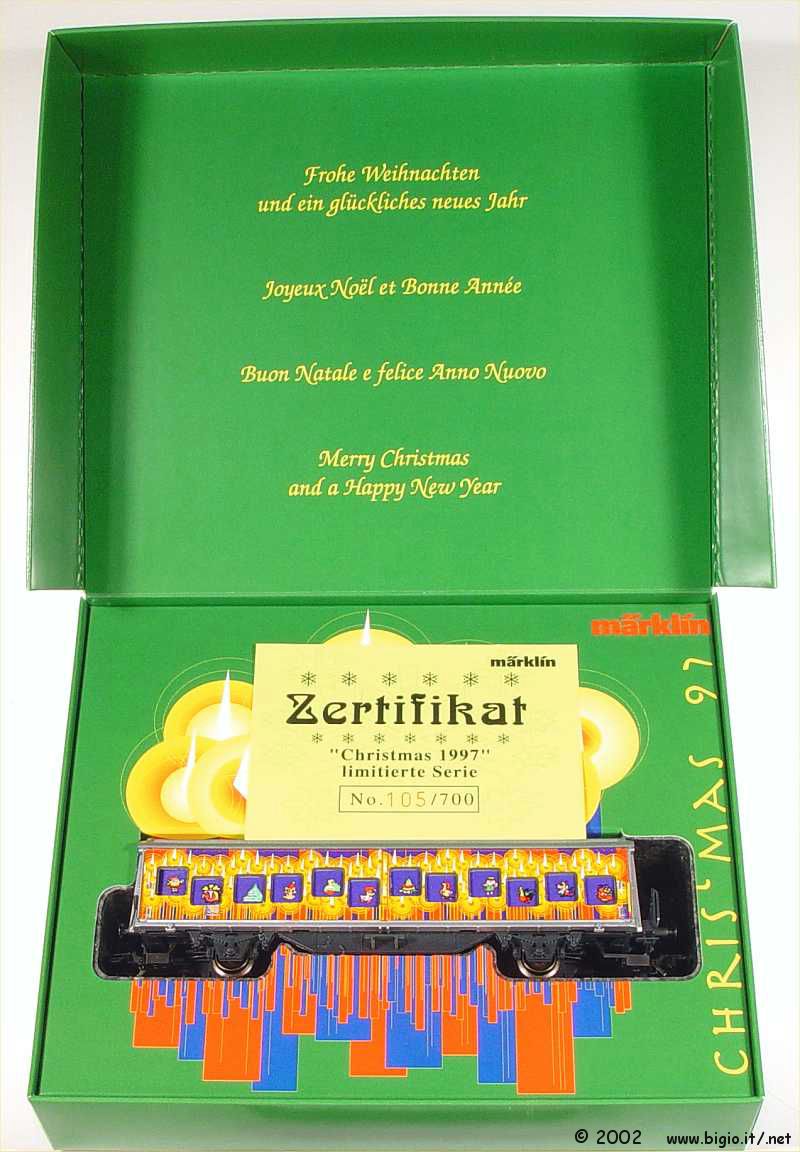 Frohe Weihnachten
und ein glückliches neues Jahr
Joyeux Noël et Bonne Année
Buon Natale e felice Anno Nuovo
Merry Christmas
and a Happy New Year
märklin
märklin
Zertifikat
"Christmas 1997"
limitierte Serie
No.105/700
CHRISTMAS 97
© 2002 www.bigio.it/.net